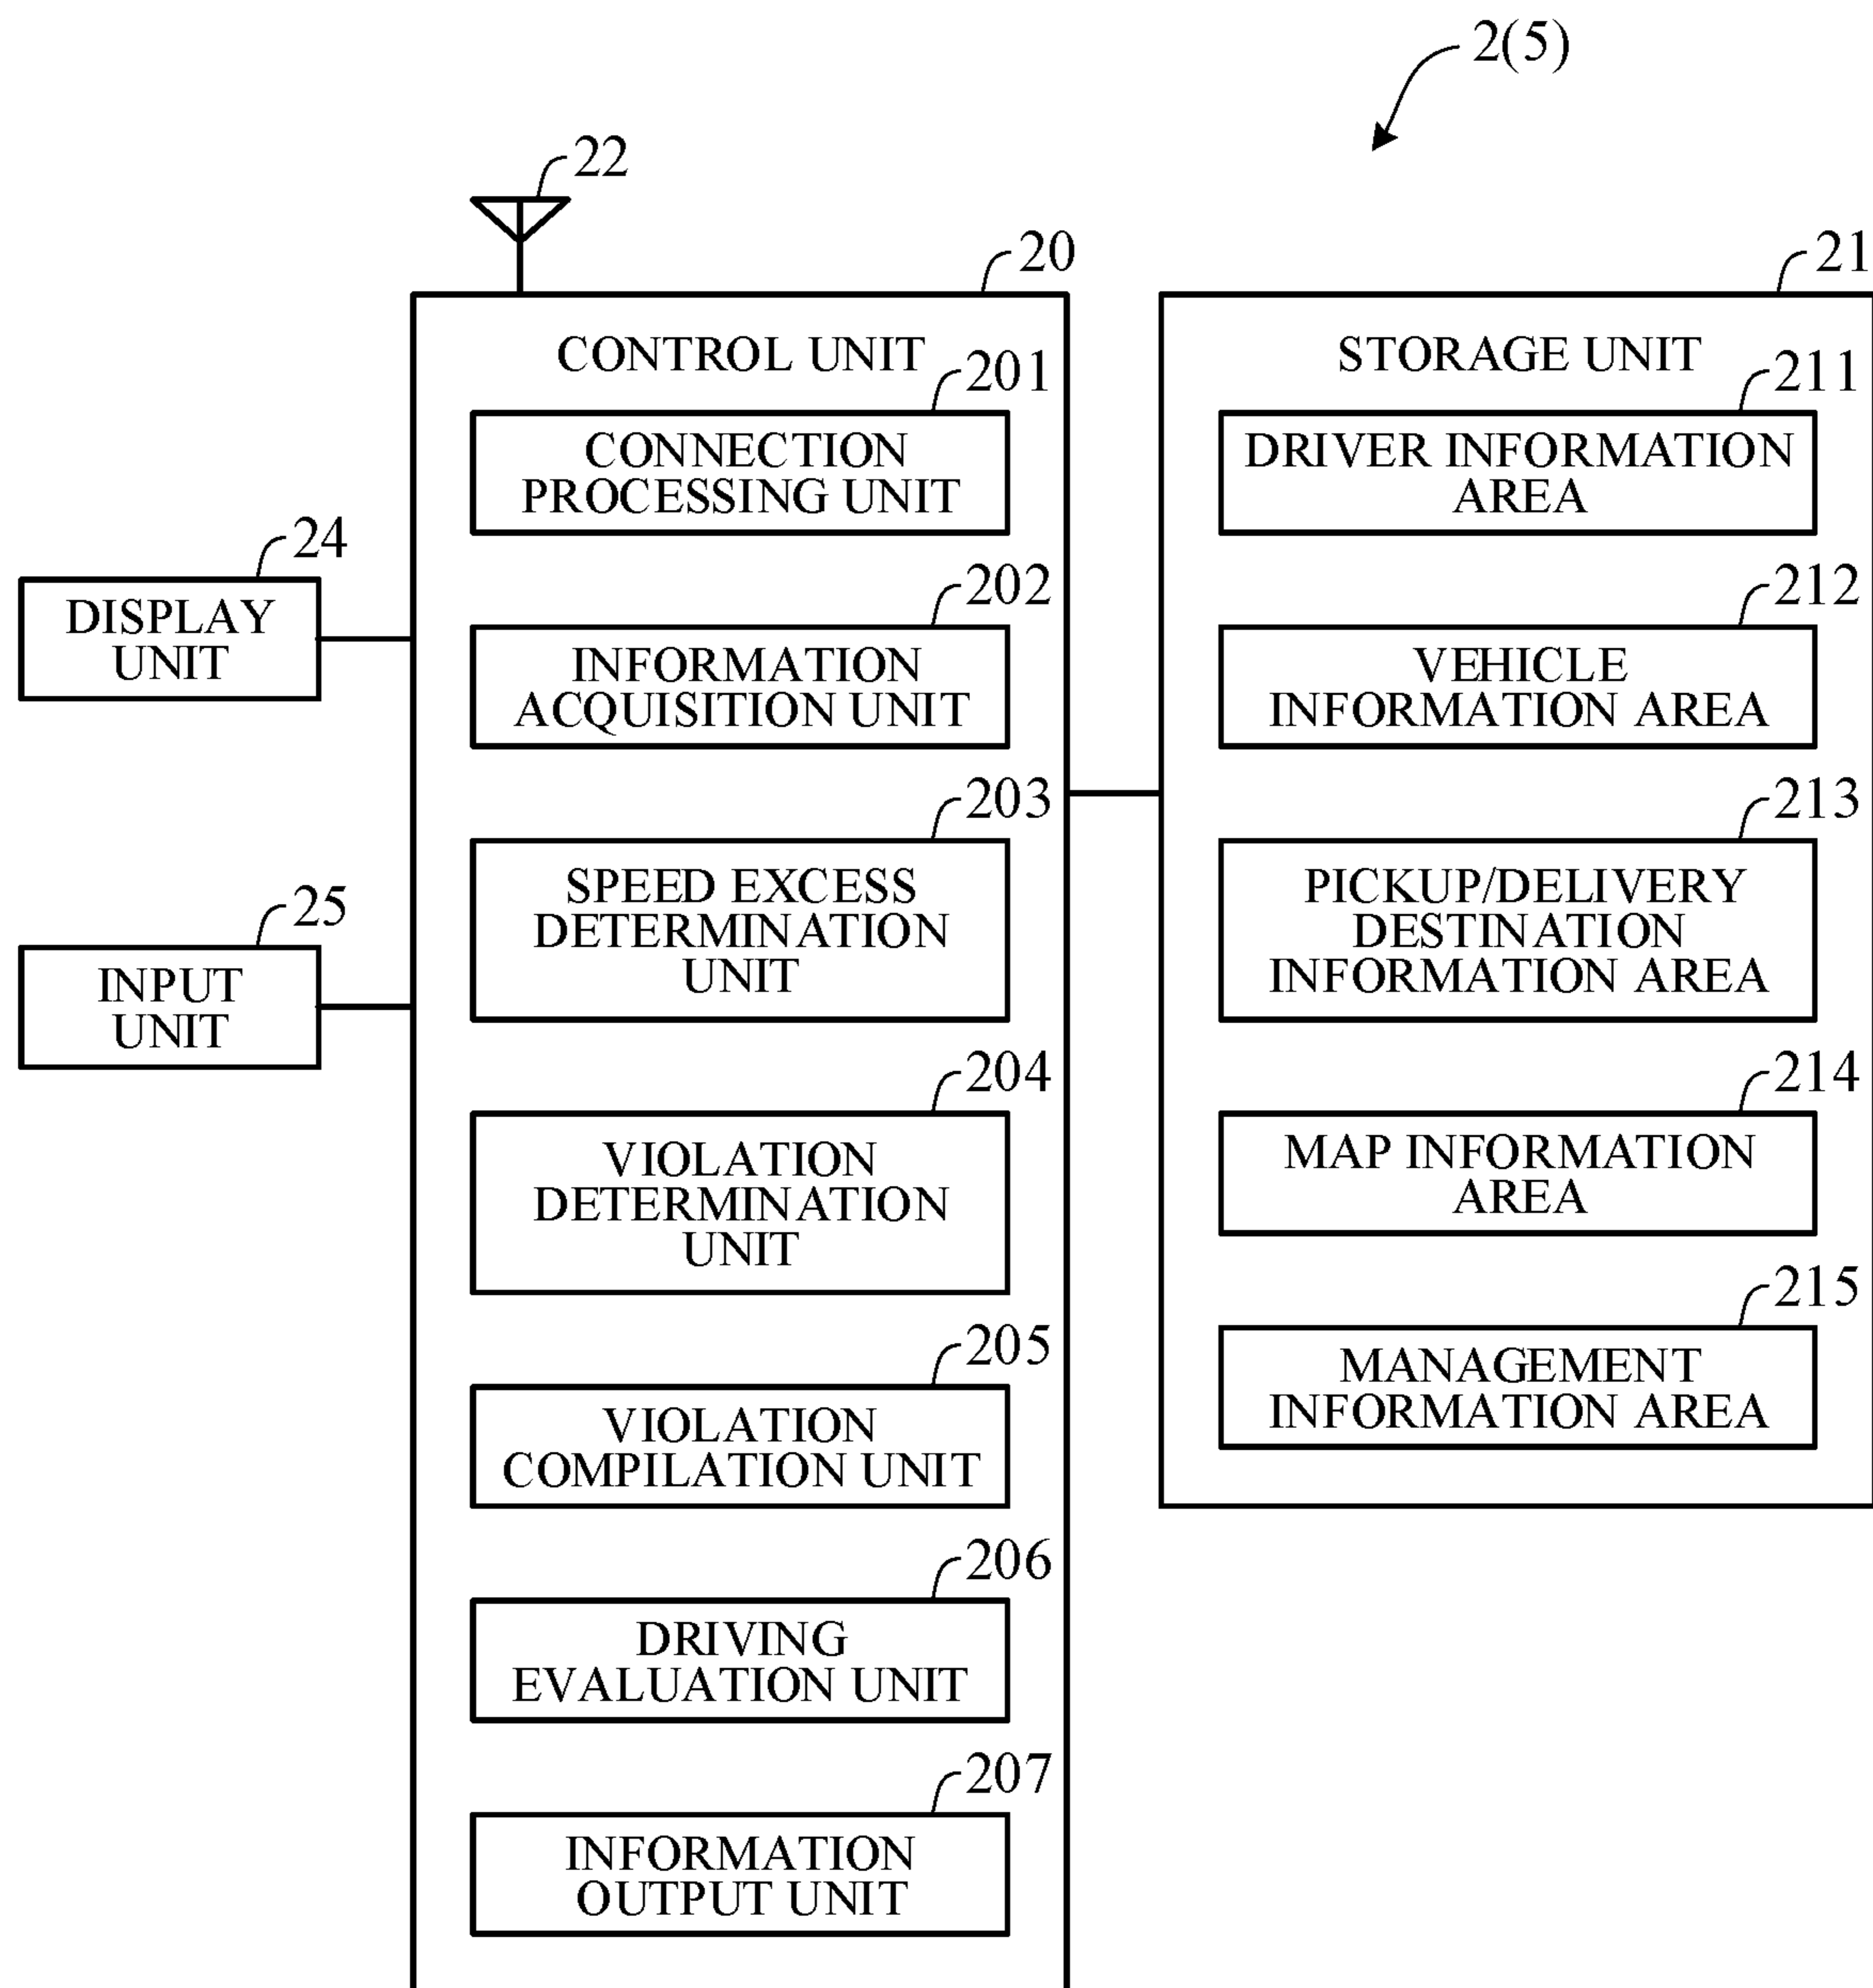 2(5)
22
20
CONTROL UNIT
201
CONNECTION
PROCESSING UNIT
202
INFORMATION
ACQUISITION UNIT
203
SPEED EXCESS
DETERMINATION
UNIT
204
VIOLATION
DETERMINATION
UNIT
205
VIOLATION
COMPILATION UNIT
206
DRIVING
EVALUATION UNIT
207
INFORMATION
OUTPUT UNIT
24
DISPLAY
UNIT
25
INPUT
UNIT
21
STORAGE UNIT
211
DRIVER INFORMATION
AREA
212
VEHICLE
INFORMATION AREA
213
PICKUP/DELIVERY
DESTINATION
INFORMATION AREA
214
MAP INFORMATION
AREA
215
MANAGEMENT
INFORMATION AREA